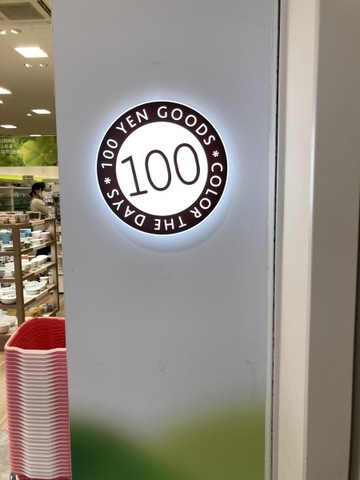 * 100 YEN GOODS * COLOR THE DAYS
100